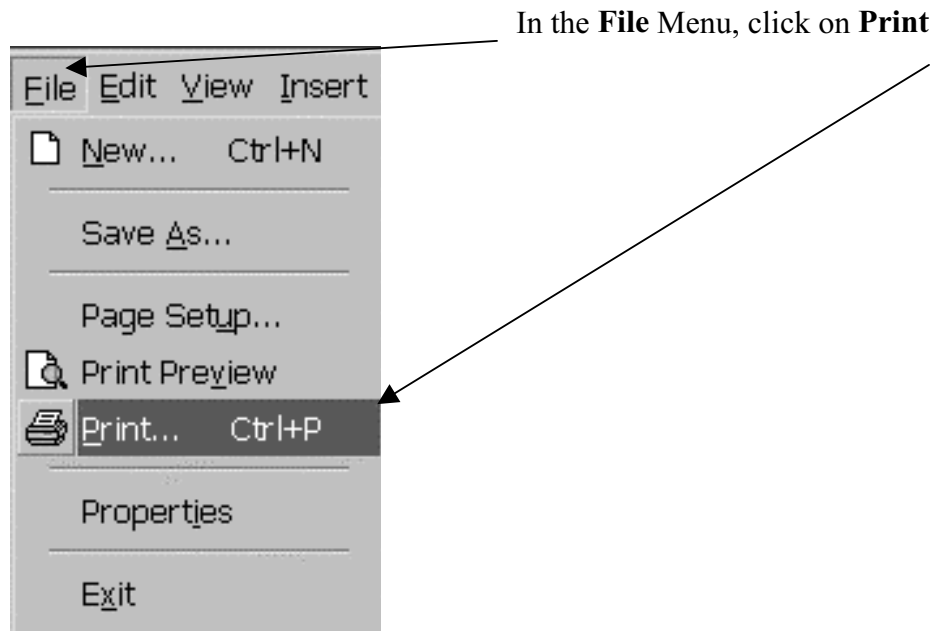 In the File Menu, click on Print
File Edit View Insert
New... Ctrl+N
Save As...
Page Setup...
Print Preview
Print... Ctrl+P
Properties
Exit